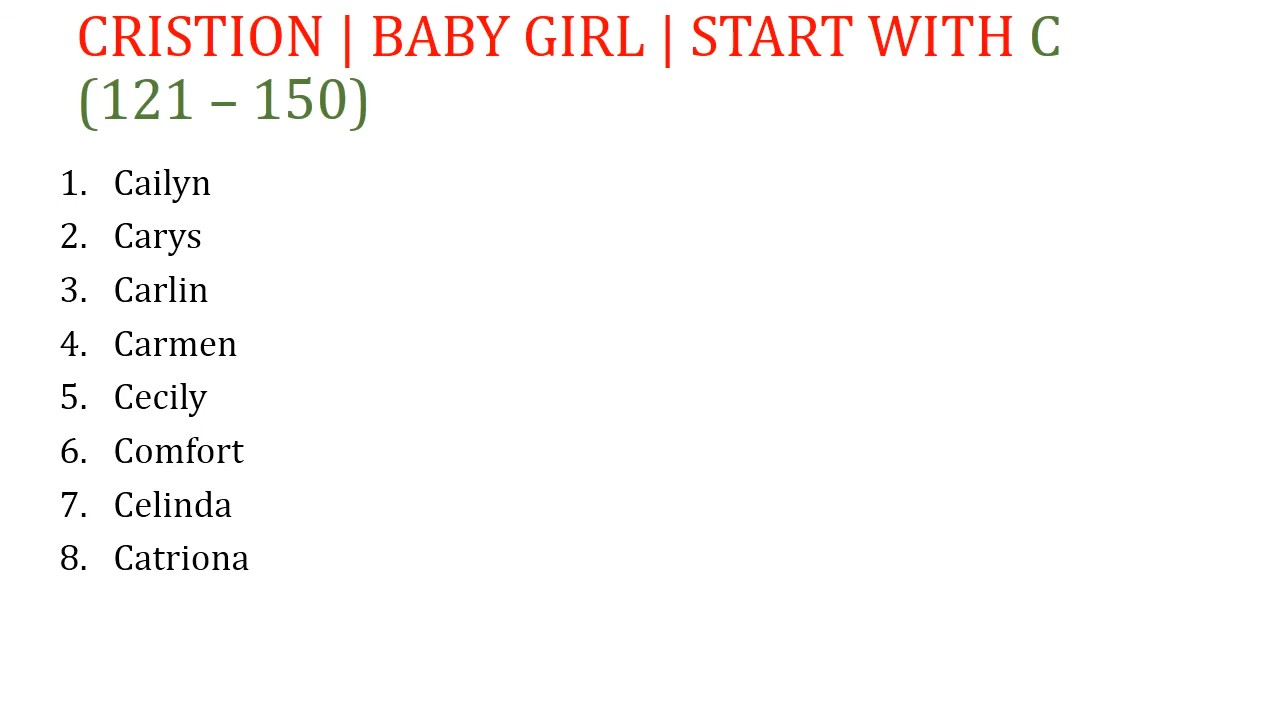 CRISTION | BABY GIRL | START WITH C
(121 – 150)
1. Cailyn
2. Carys
3. Carlin
4. Carmen
5. Cecily
6. Comfort
7. Celinda
8. Catriona